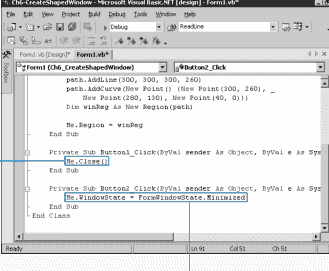 Ch6_CreateShapedWindow - Microsoft Visual Basic.NET [design] - Form1.vb*
File Edit View Project Build Debug Tools Window Help
Debug ReadLine
Form1.vb [Design]* Form1.vb*
Toolbox
Form1 (Ch6_CreateShapedWindow) Button2_Click
path.AddLine(300, 300, 300, 260)
path.AddCurve(New Point() {New Point(300, 260), _
New Point(280, 130), New Point(40, 0)})
Dim winReg As New Region(path)
Me.Region = winReg
End Sub
Private Sub Button1_Click(ByVal sender As Object, ByVal e As Sys
Me.Close()
End Sub
Private Sub Button2_Click(ByVal sender As Object, ByVal e As Sys
Me.WindowState = FormWindowState.Minimized
End Sub
End Class
Ready Ln 91 Col 51 Ch 51